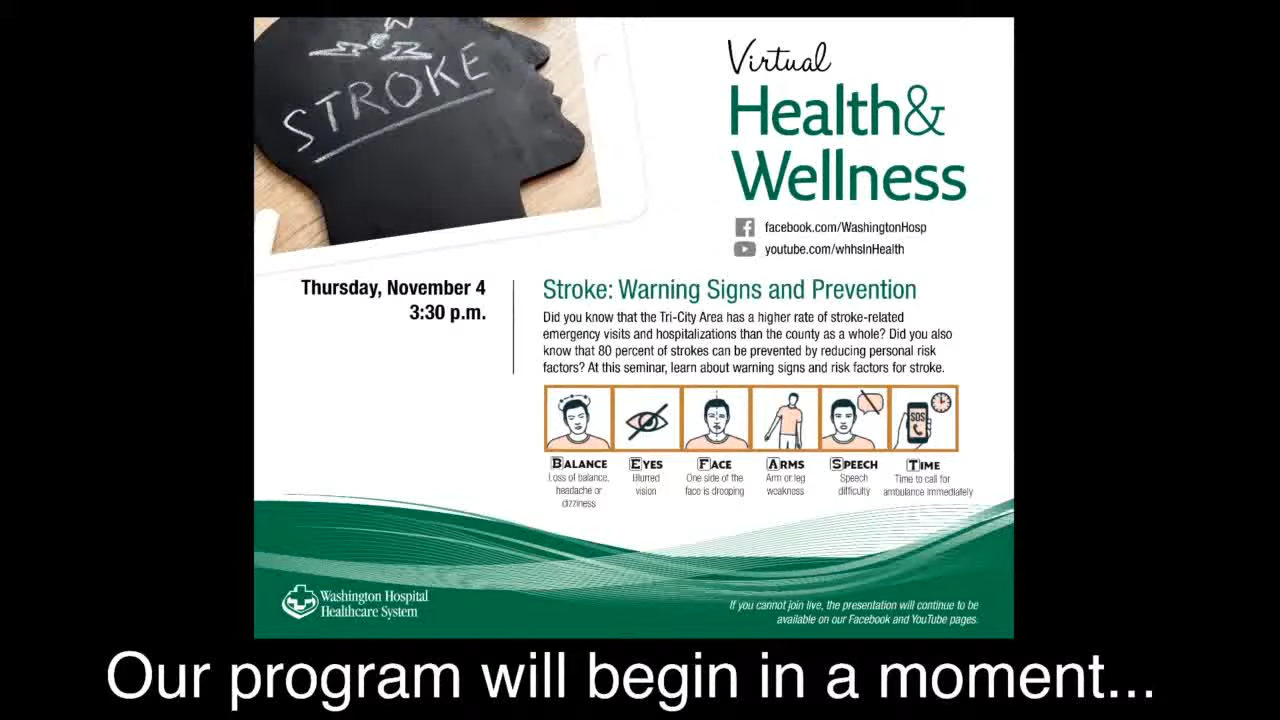 STROKE
Virtual
Health&
Wellness
facebook.com/WashingtonHosp
youtube.com/whhsInHealth
Thursday, November 4
3:30 p.m.
Stroke: Warning Signs and Prevention
Did you know that the Tri-City Area has a higher rate of stroke-related
emergency visits and hospitalizations than the county as a whole? Did you also
know that 80 percent of strokes can be prevented by reducing personal risk
factors? At this seminar, learn about warning signs and risk factors for stroke.
SOS
BALANCE
Loss of balance,
headache or
dizziness
EYES
Blurred
vision
FACE
One side of the
face is drooping
ARMS
Arm or leg
weakness
SPEECH
Speech
difficulty
TIME
Time to call for
ambulance immediately
Washington Hospital
Healthcare System
If you cannot join live, the presentation will continue to be
available on our Facebook and YouTube pages.
Our program will begin in a moment...